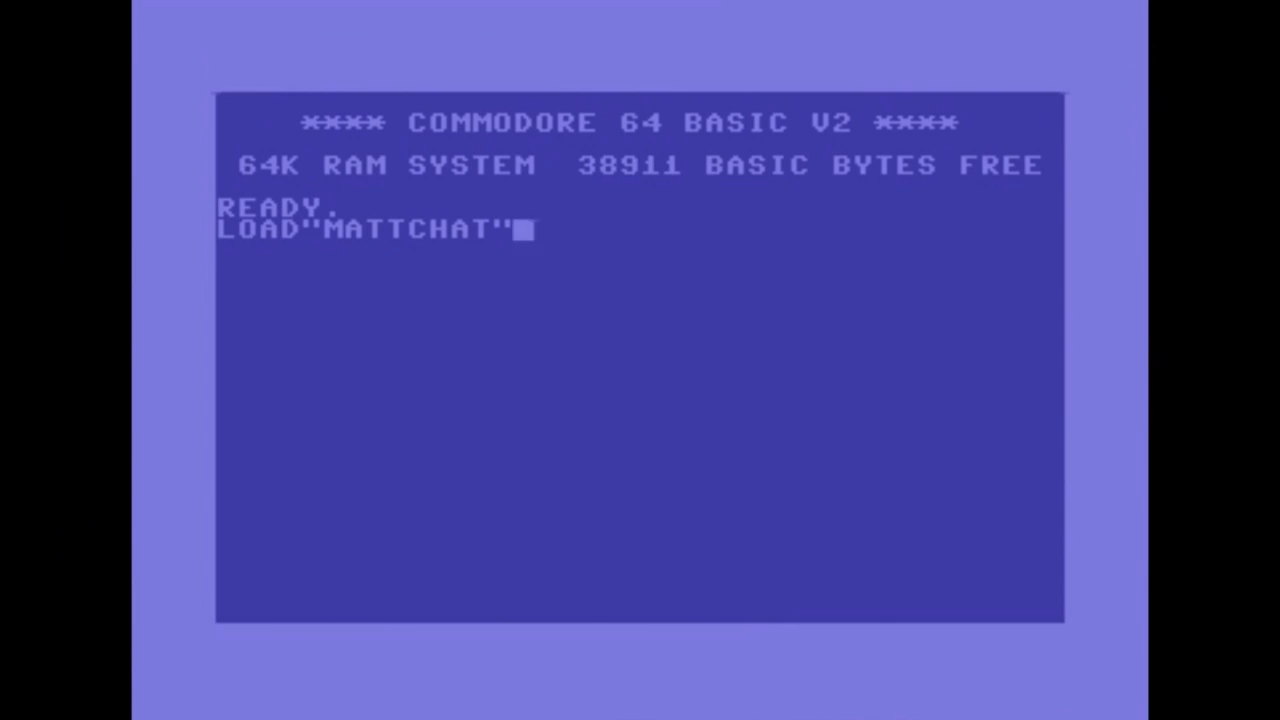 **** COMMODORE 64 BASIC V2 ****
64K RAM SYSTEM  38911 BASIC BYTES FREE
READY.
LOAD"MATTCHAT"